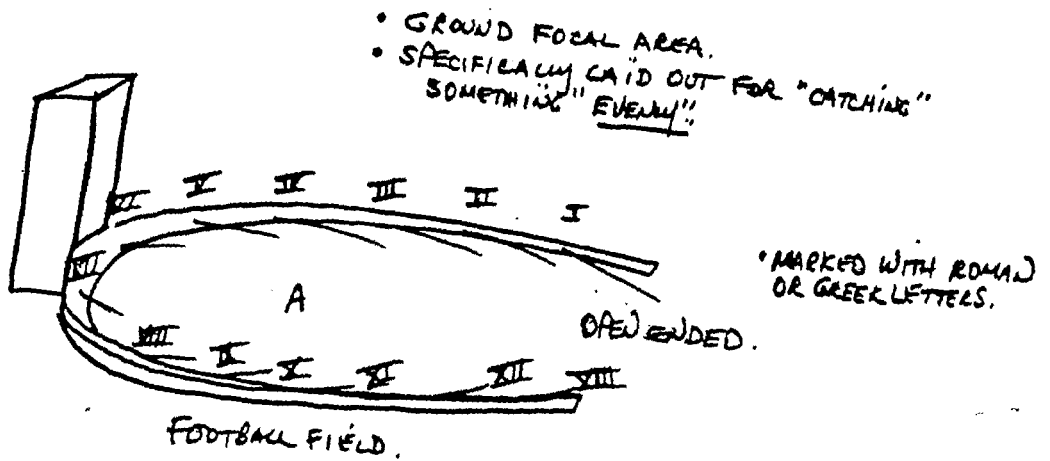 • GROUND FOCAL AREA.
• SPECIFICALLY LAID OUT FOR "CATCHING"
SOMETHING" EVENLY".
VI V IV III II I
VII
• MARKED WITH ROMAN
OR GREEK LETTERS.
A
OPEN ENDED.
VIII IX X XI XII XIII
FOOTBALL FIELD.